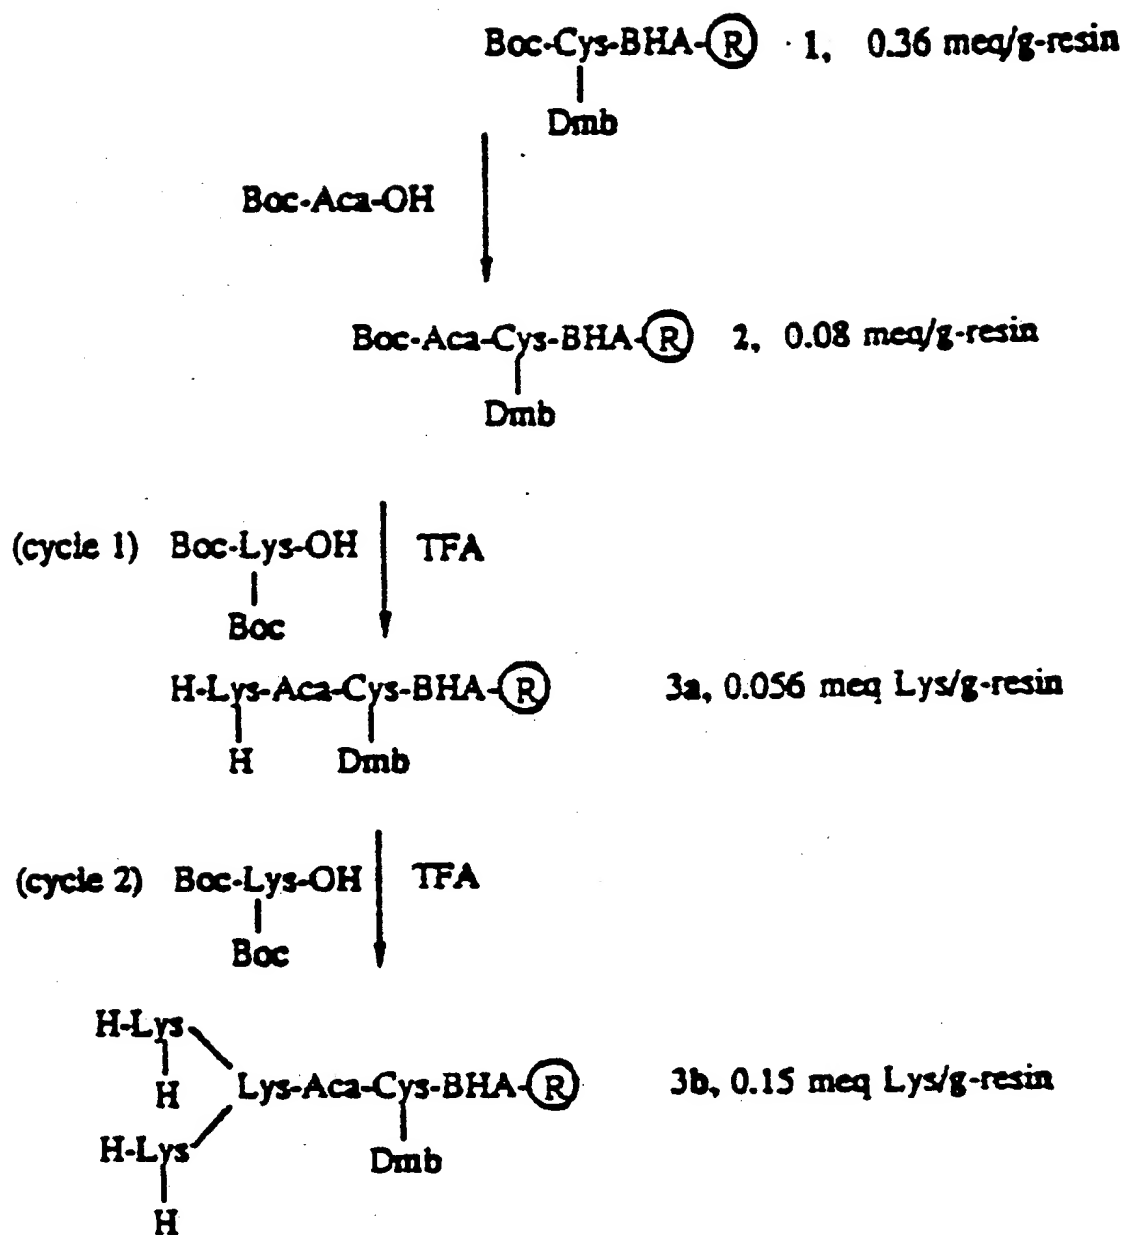 Boc-Cys-BHA-Ⓡ 1, 0.36 meq/g-resin
Dmb
Boc-Aca-OH
Boc-Aca-Cys-BHA-Ⓡ 2, 0.08 meq/g-resin
Dmb
(cycle 1) Boc-Lys-OH TFA
Boc
H-Lys-Aca-Cys-BHA-Ⓡ 3a, 0.056 meq Lys/g-resin
H Dmb
(cycle 2) Boc-Lys-OH TFA
Boc
H-Lys
H Lys-Aca-Cys-BHA-Ⓡ 3b, 0.15 meq Lys/g-resin
H-Lys Dmb
H